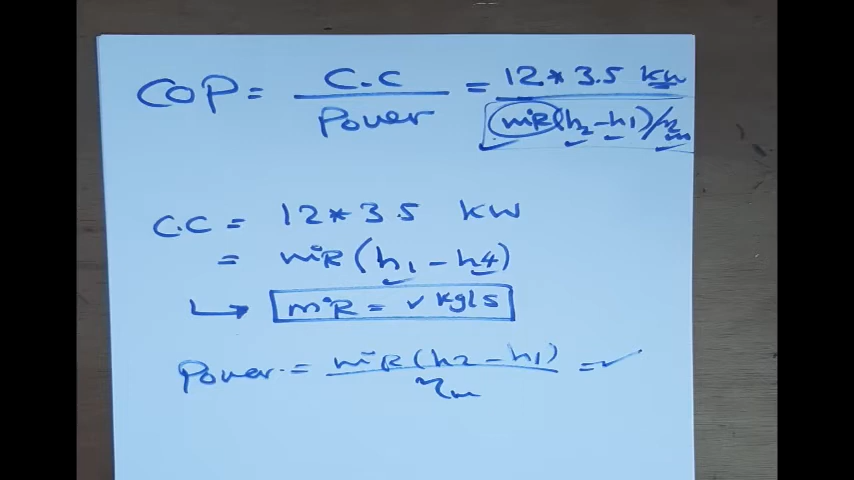 COP = C.C / Power = 12 * 3.5 kW / ṁR (h2 - h1) / ηm
C.C = 12 * 3.5 kW
= ṁR (h1 - h4)
↳ ṁR = ✓ kg/s
Power = ṁR (h2 - h1) / ηm = ✓